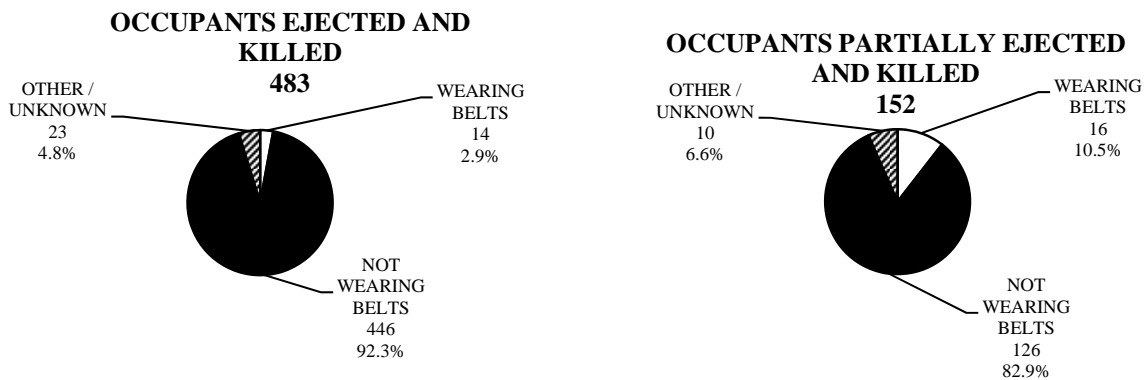 OCCUPANTS EJECTED AND
KILLED
483
OTHER /
UNKNOWN
23
4.8%
WEARING
BELTS
14
2.9%
NOT
WEARING
BELTS
446
92.3%
OCCUPANTS PARTIALLY EJECTED
AND KILLED
152
OTHER /
UNKNOWN
10
6.6%
WEARING
BELTS
16
10.5%
NOT
WEARING
BELTS
126
82.9%